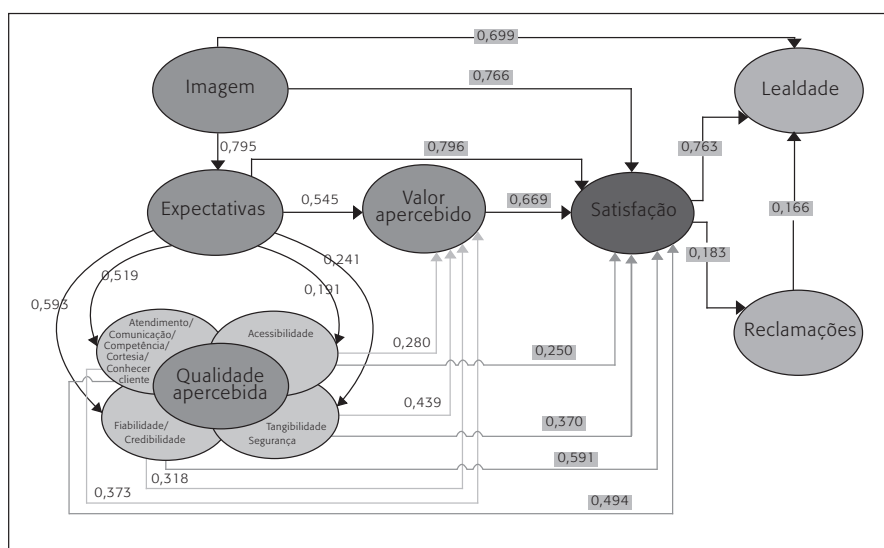 0,699
Imagem
Lealdade
0,766
0,795
0,796
0,763
Expectativas
0,545
Valor
apercebido
0,669
Satisfação
0,166
0,241
0,183
0,519
0,191
0,593
Atendimento/
Comunicação/
Competência/
Cortesia/
Conhecer
cliente
Acessibilidade
Reclamações
0,280
0,250
Qualidade
apercebida
0,439
Fiabilidade/
Credibilidade
Tangibilidade
Segurança
0,370
0,591
0,318
0,373
0,494